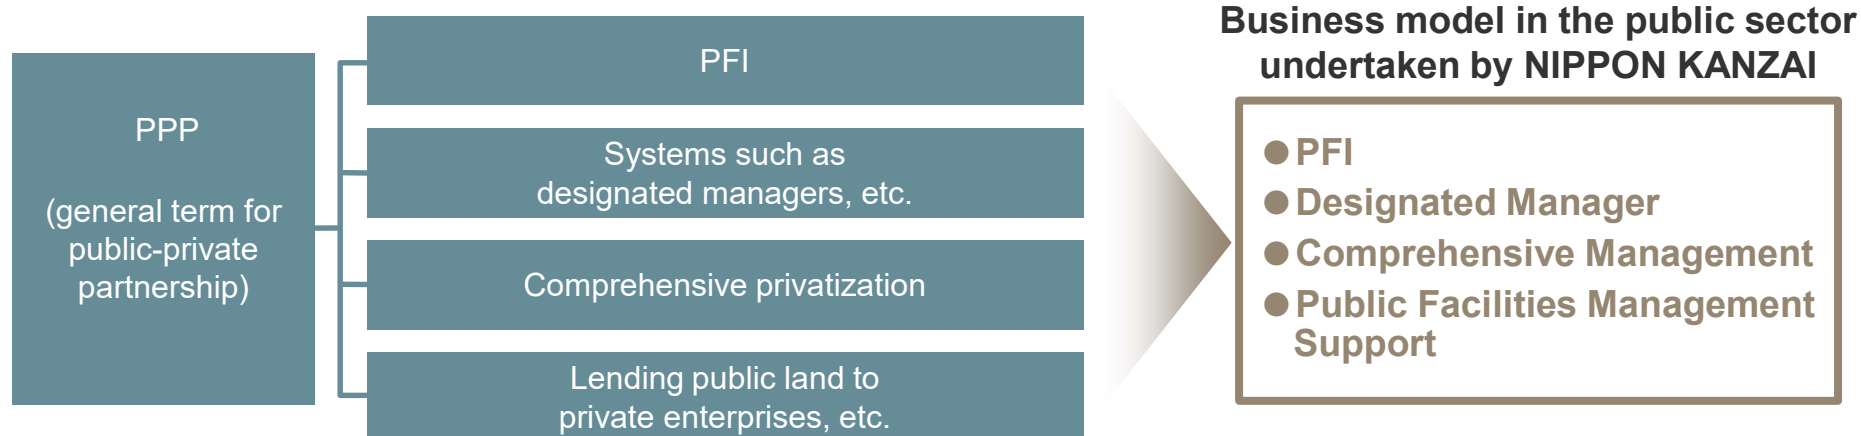 PPP
(general term for
public-private
partnership)
PFI
Systems such as
designated managers, etc.
Comprehensive privatization
Lending public land to
private enterprises, etc.
Business model in the public sector
undertaken by NIPPON KANZAI
● PFI
● Designated Manager
● Comprehensive Management
● Public Facilities Management
Support